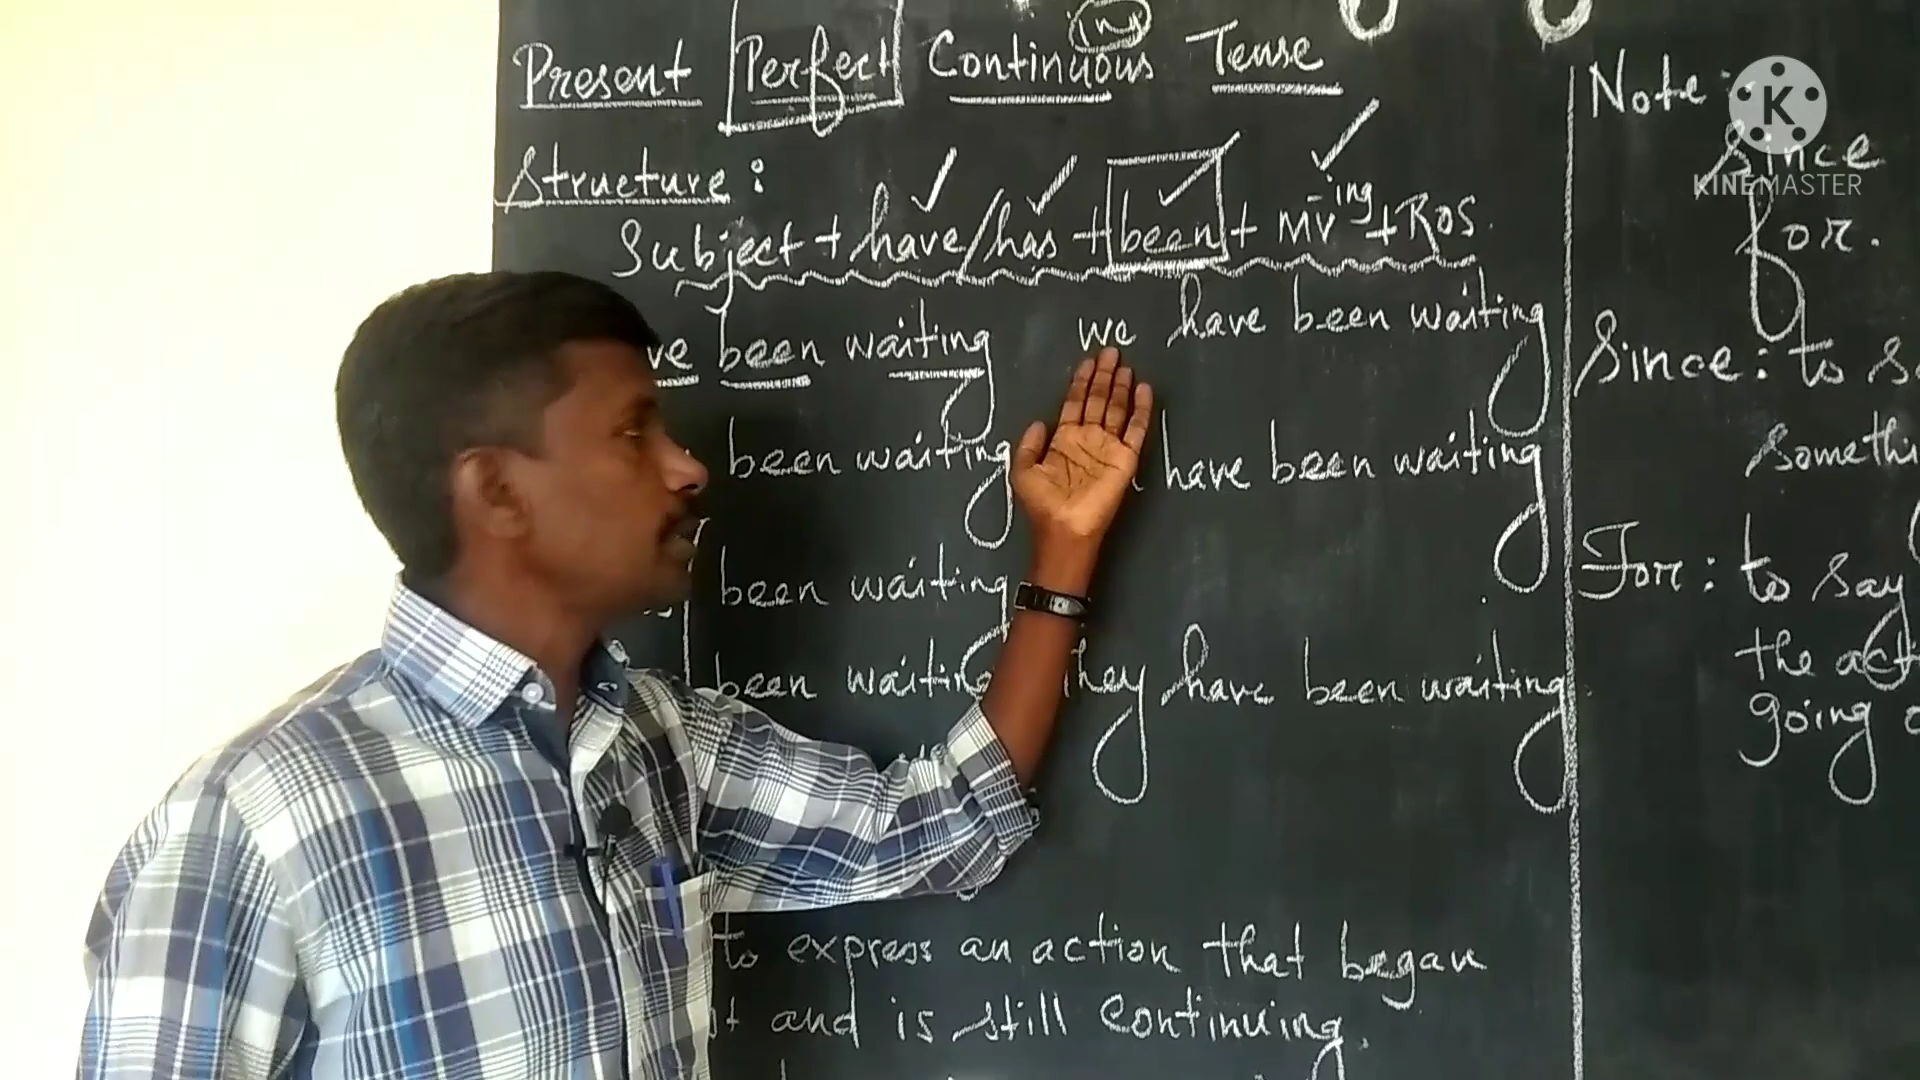 Present Perfect Continuous Tense
ing
Structure :
Subject + have/has + been + MV ing + ROS.
ve been waiting
we have been waiting
been waiting
have been waiting
been waiting
been waiting
They have been waiting
to express an action that began
and is still continuing.
Note :
Since
for.
Since : to s
somethi
For : to say
the act
going o
K
KINEMASTER